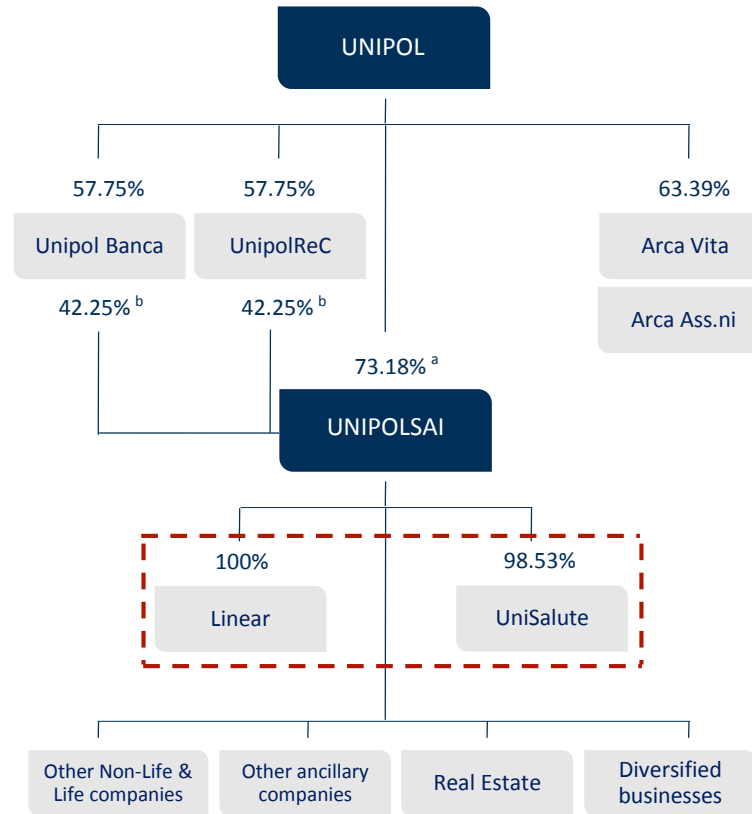 UNIPOL
57.75%
57.75%
63.39%
Unipol Banca
UnipolReC
Arca Vita
42.25% b
42.25% b
Arca Ass.ni
73.18% a
UNIPOLSAI
100%
98.53%
Linear
UniSalute
Other Non-Life &
Life companies
Other ancillary
companies
Real Estate
Diversified
businesses